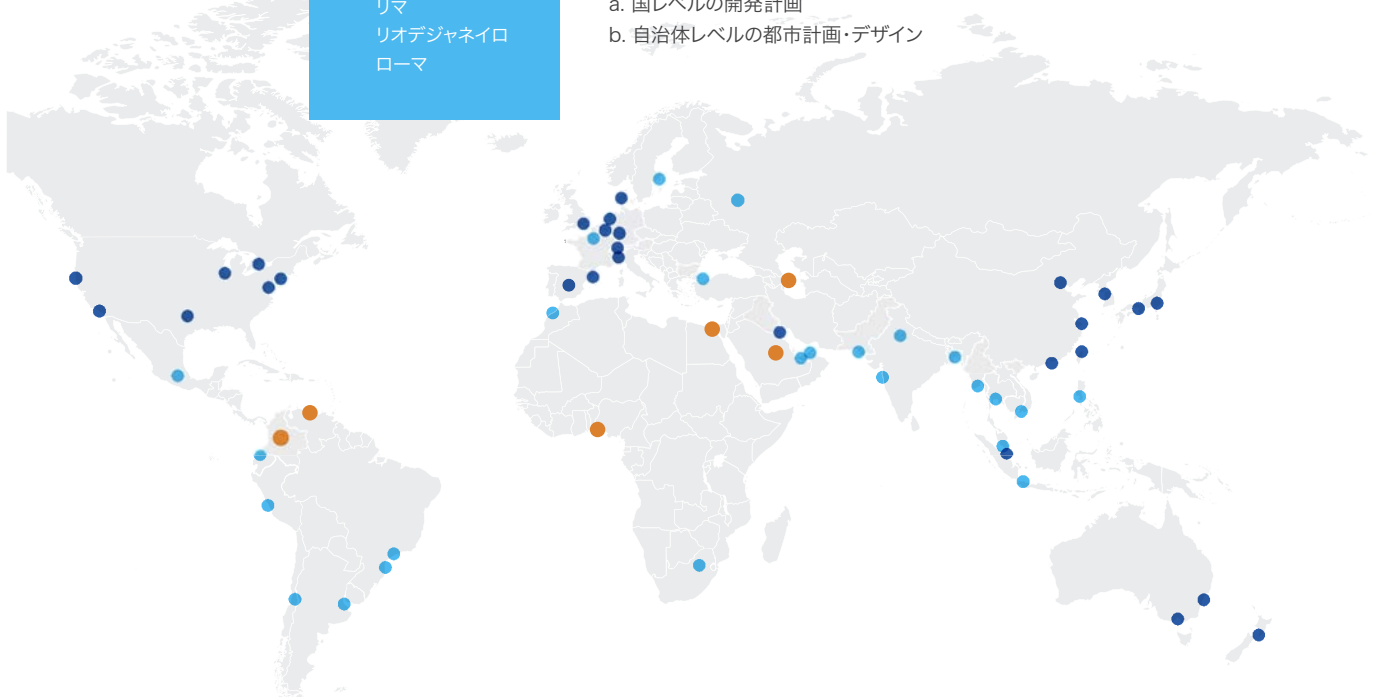 リマ
リオデジャネイロ
ローマ
a. 国レベルの開発計画
b. 自治体レベルの都市計画・デザイン